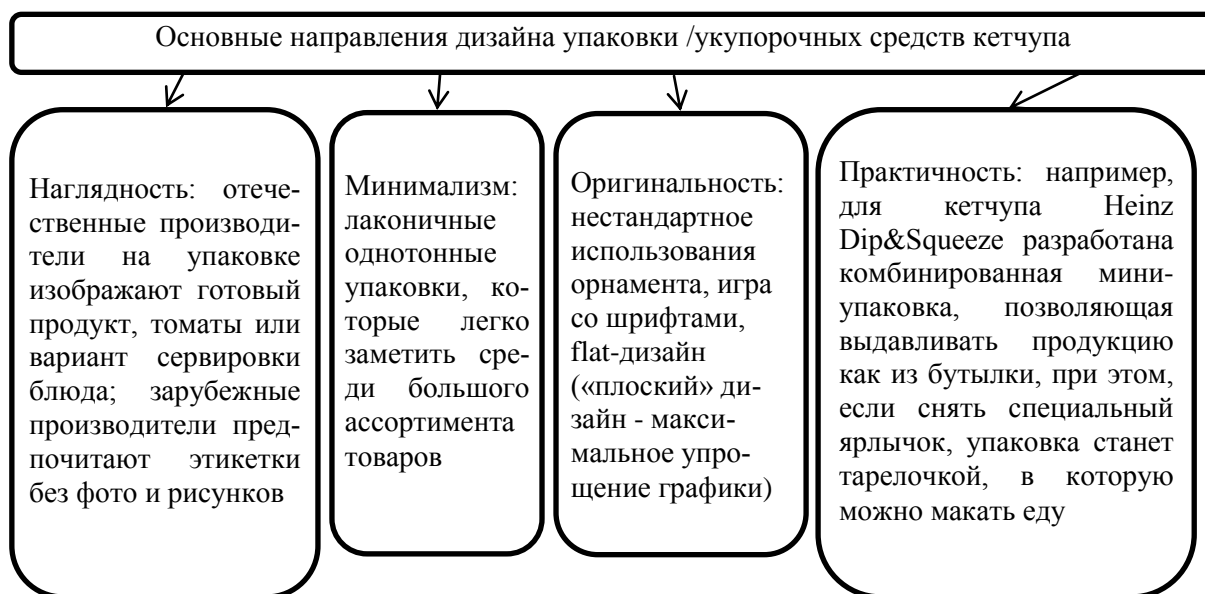 Основные направления дизайна упаковки /укупорочных средств кетчупа
Наглядность: отече-
ственные производи-
тели на упаковке
изображают готовый
продукт, томаты или
вариант сервировки
блюда; зарубежные
производители пред-
почитают этикетки
без фото и рисунков
Минимализм:
лаконичные
однотонные
упаковки, ко-
торые легко
заметить сре-
ди большого
ассортимента
товаров
Оригинальность:
нестандартное
использования
орнамента, игра
со шрифтами,
flat-дизайн
(«плоский» ди-
зайн - макси-
мальное упро-
щение графики)
Практичность: например,
для кетчупа Heinz
Dip&Squeeze разработана
комбинированная мини-
упаковка, позволяющая
выдавливать продукцию
как из бутылки, при этом,
если снять специальный
ярлычок, упаковка станет
тарелочкой, в которую
можно макать еду